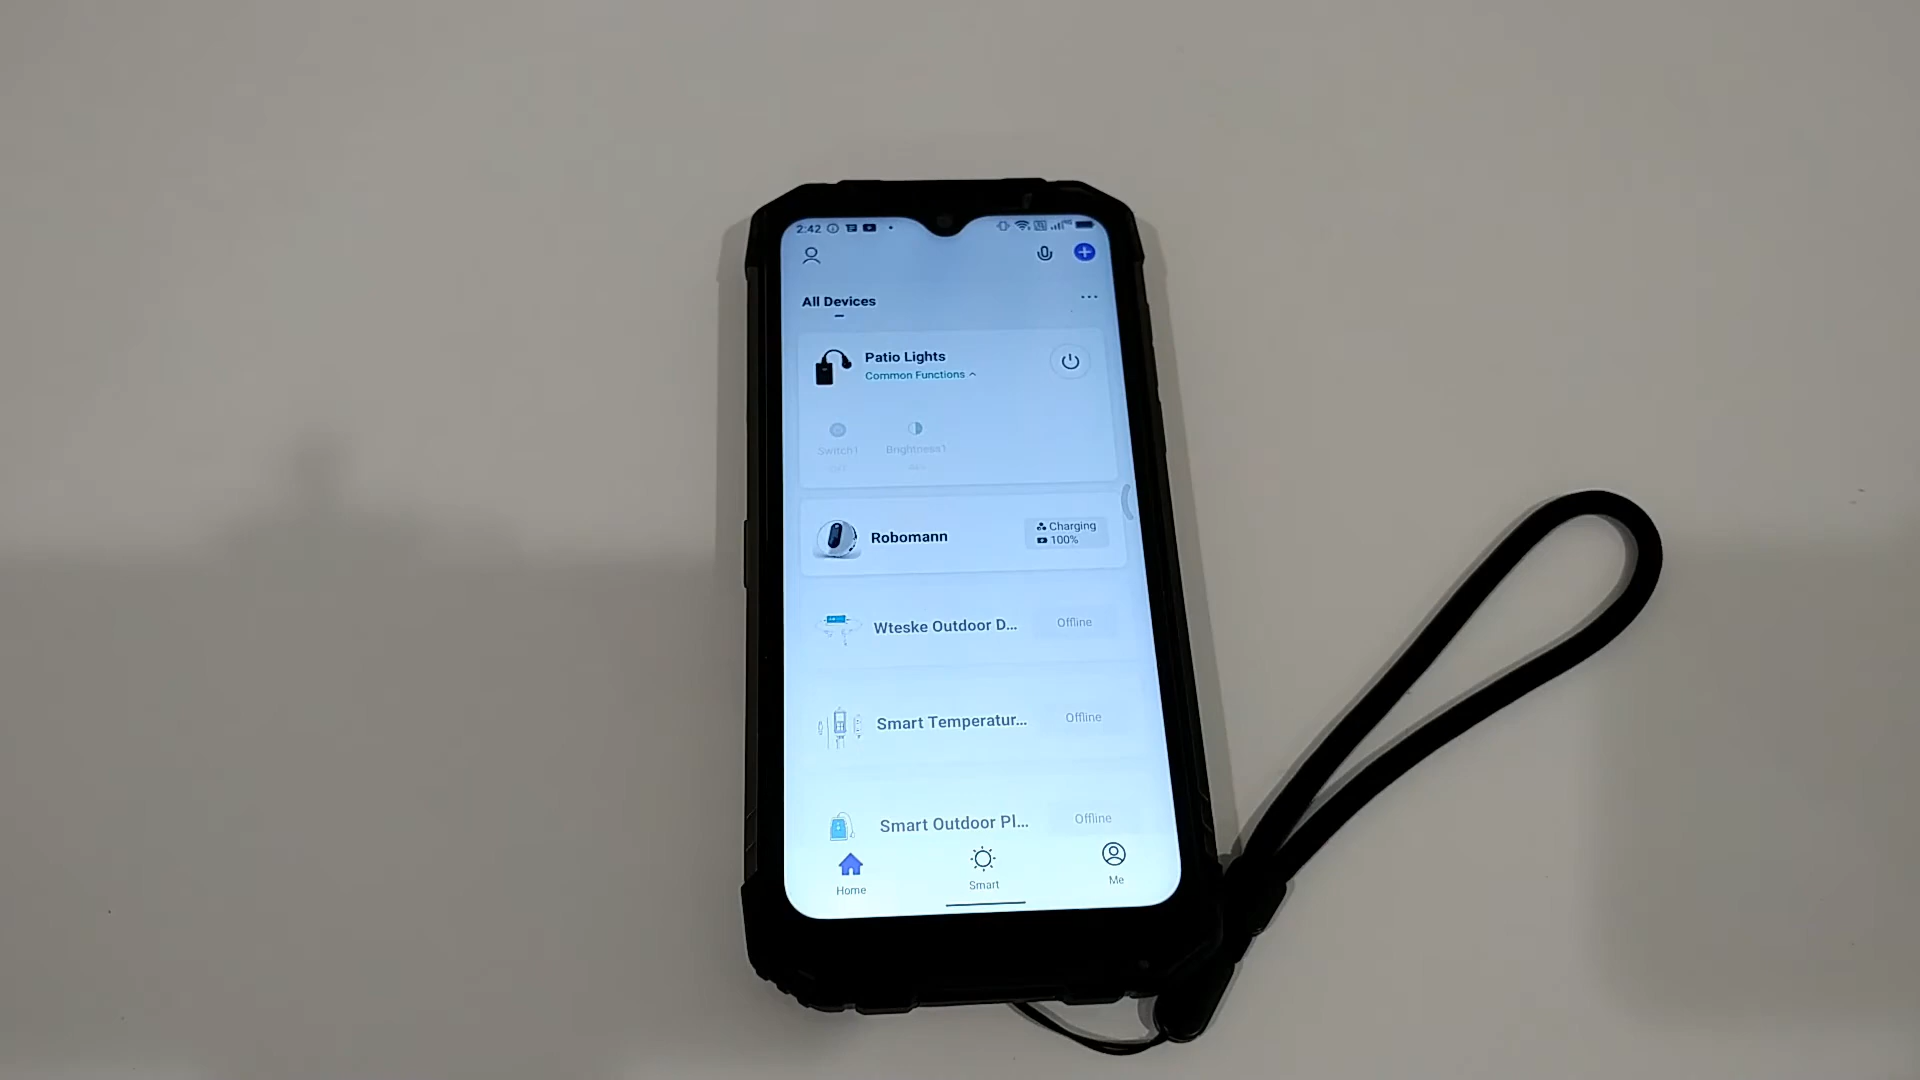 2:42
All Devices
Patio Lights
Common Functions
Switch1
Brightness1
Robomann
Charging
100%
Wteske Outdoor D...
Offline
Smart Temperatur...
Offline
Smart Outdoor Pl...
Offline
Home
Smart
Me